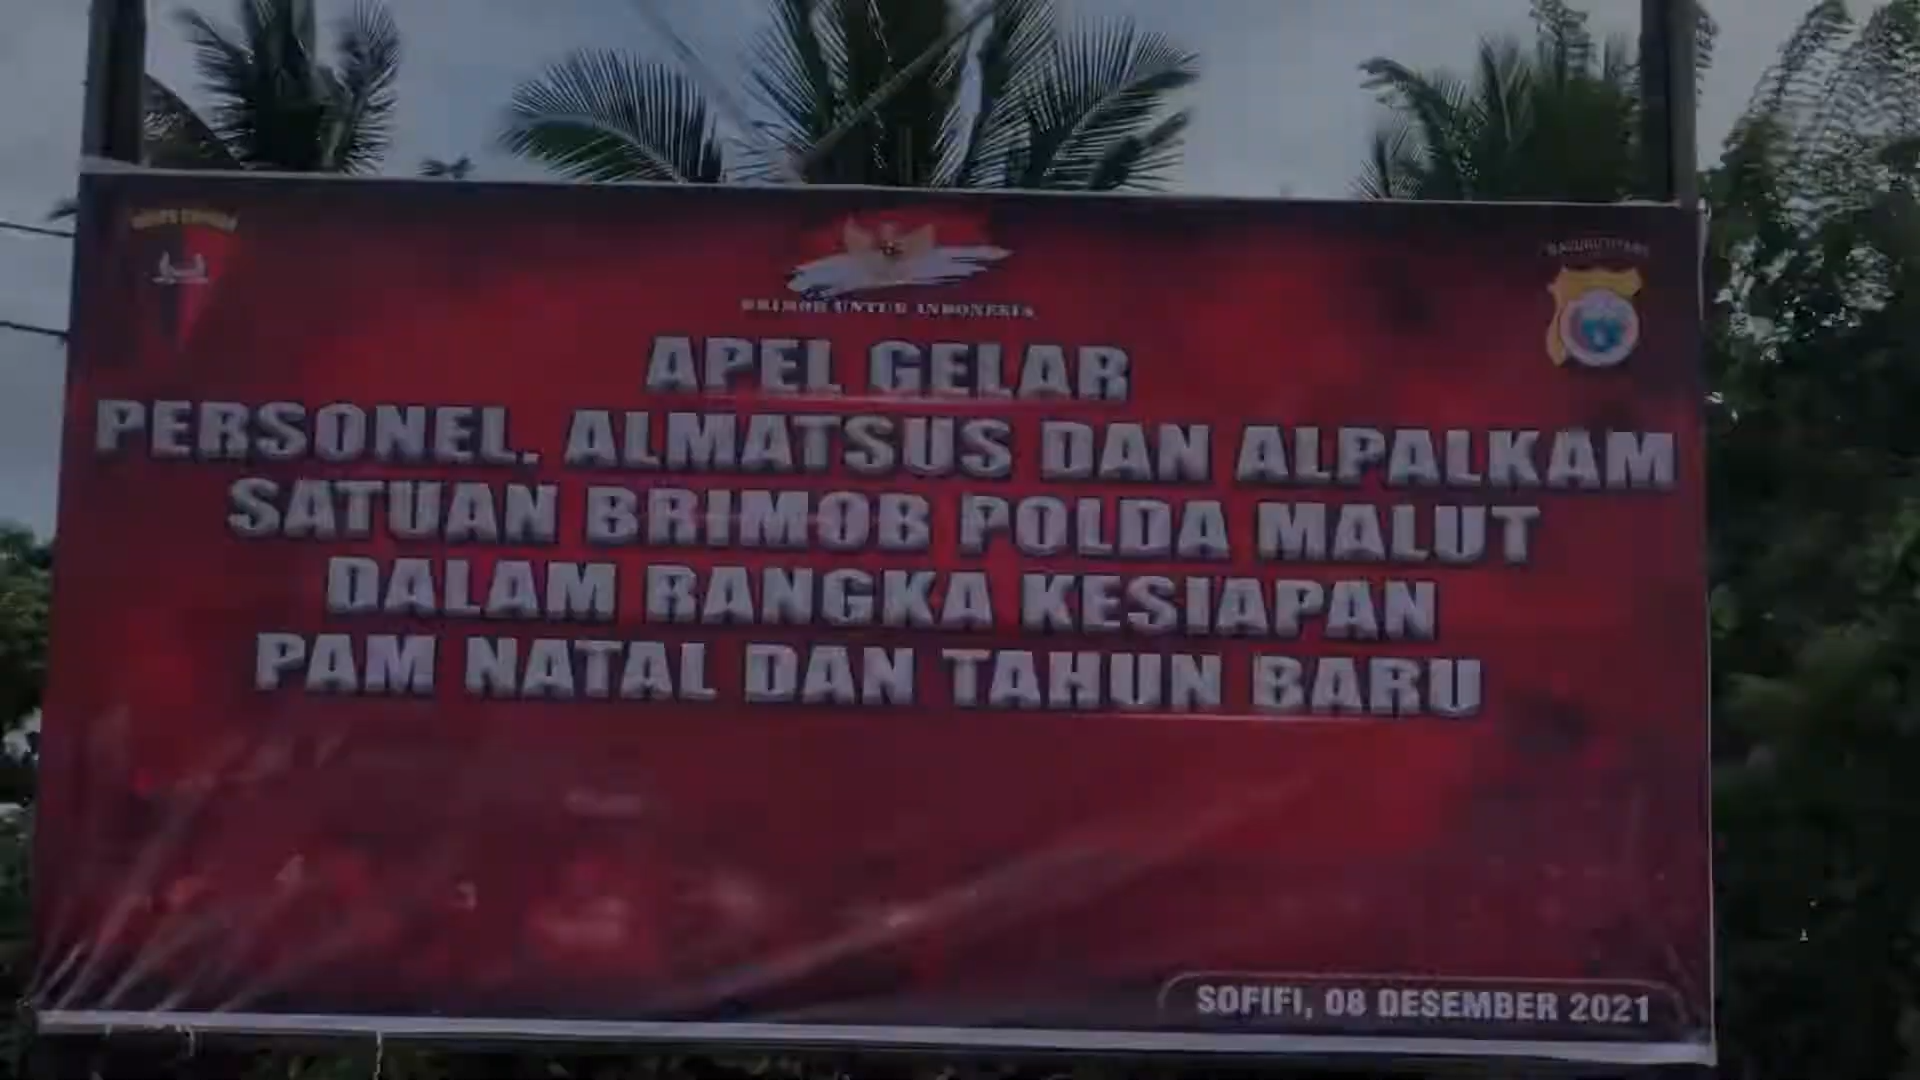 BRIMOB UNTUK INDONESIA
APEL GELAR
PERSONEL. ALMATSUS DAN ALPALKAM
SATUAN BRIMOB POLDA MALUT
DALAM RANGKA KESIAPAN
PAM NATAL DAN TAHUN BARU
SOFIFI, 08 DESEMBER 2021